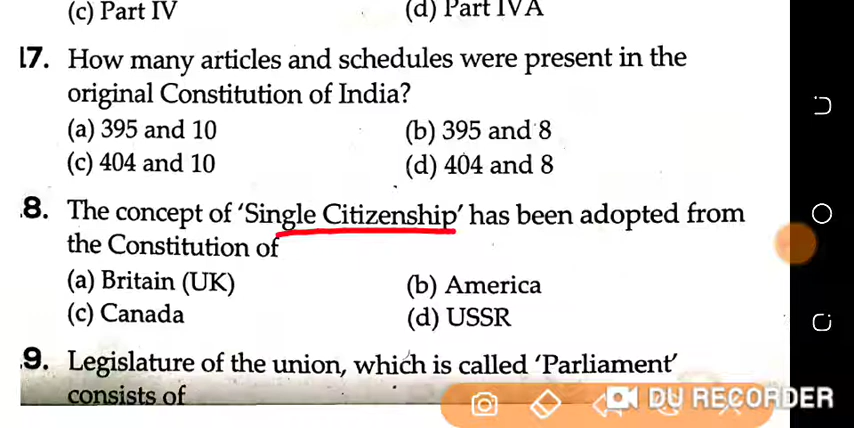 (c) Part IV (d) Part IVA
17. How many articles and schedules were present in the
original Constitution of India?
(a) 395 and 10 (b) 395 and 8
(c) 404 and 10 (d) 404 and 8
8. The concept of ‘Single Citizenship’ has been adopted from
the Constitution of
(a) Britain (UK) (b) America
(c) Canada (d) USSR
9. Legislature of the union, which is called ‘Parliament’
consists of
DU RECORDER